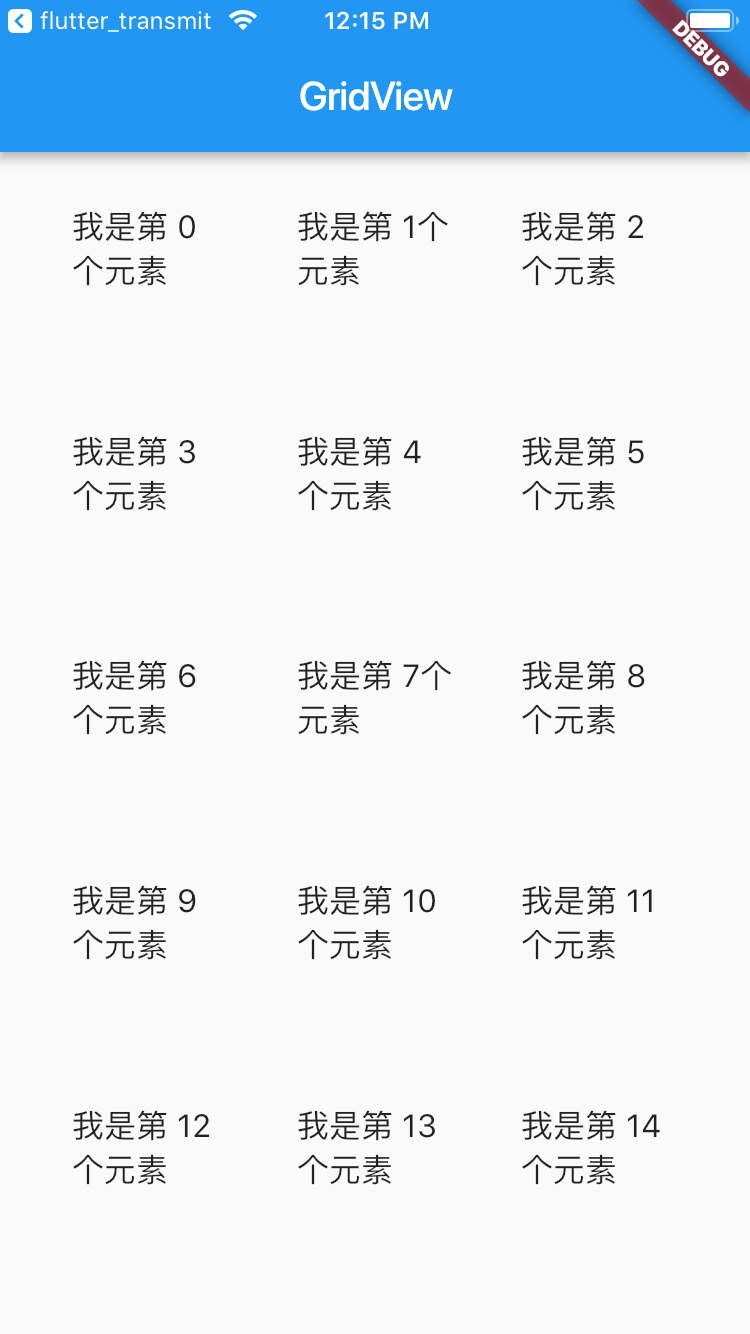 flutter_transmit
12:15 PM
DEBUG
GridView
我是第 0
个元素
我是第 1个
元素
我是第 2
个元素
我是第 3
个元素
我是第 4
个元素
我是第 5
个元素
我是第 6
个元素
我是第 7个
元素
我是第 8
个元素
我是第 9
个元素
我是第 10
个元素
我是第 11
个元素
我是第 12
个元素
我是第 13
个元素
我是第 14
个元素